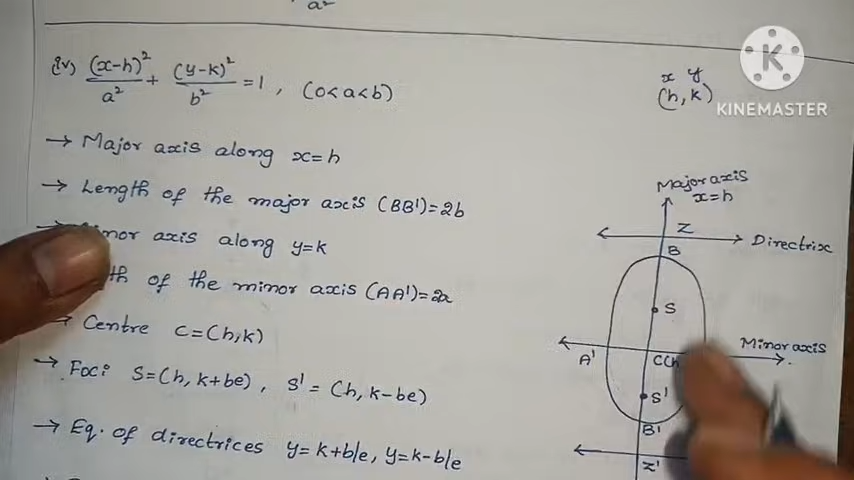 a²
(iv) (x-h)²/a² + (y-k)²/b² = 1 , (0<a<b)
x y
(h, k)
KINEMASTER
→ Major axis along x=h
→ Length of the major axis (BB')=2b
axis along y=k
of the minor axis (AA')=2a
→ Centre C=(h,k)
→ Foci S=(h, k+be) , S' = (h, k-be)
→ Eq. of directrices y=k+b/e, y=k-b/e
Major axis
x=h
Z
Directrix
B
S
Minor axis
A'
C(h
S'
B'
Z'